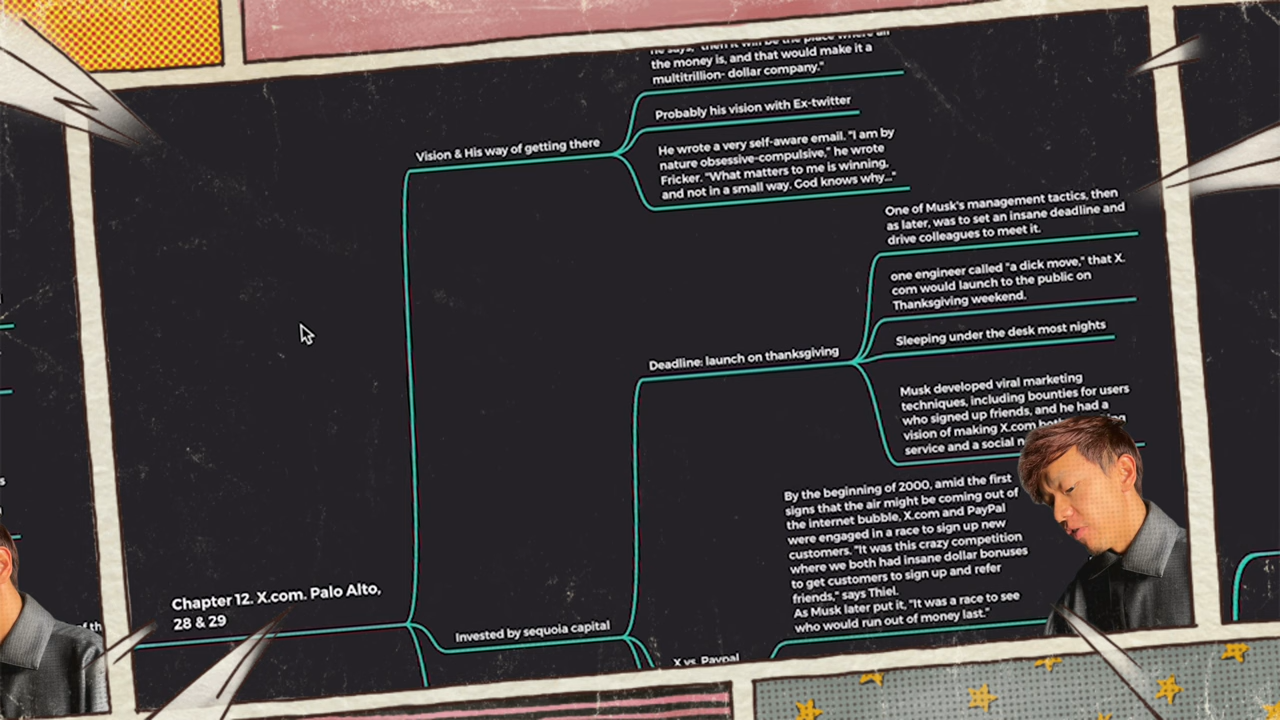 he says, "then it will be the place where all
the money is, and that would make it a
multitrillion- dollar company."
Probably his vision with Ex-twitter
Vision & His way of getting there
He wrote a very self-aware email. "I am by
nature obsessive-compulsive," he wrote
Fricker. "What matters to me is winning,
and not in a small way. God knows why..."
One of Musk's management tactics, then
as later, was to set an insane deadline and
drive colleagues to meet it.
one engineer called "a dick move," that X.
com would launch to the public on
Thanksgiving weekend.
Sleeping under the desk most nights
Deadline: launch on thanksgiving
Musk developed viral marketing
techniques, including bounties for users
who signed up friends, and he had a
vision of making X.com
service and a social
By the beginning of 2000, amid the first
signs that the air might be coming out of
the internet bubble, X.com and PayPal
were engaged in a race to sign up new
customers. "It was this crazy competition
where we both had insane dollar bonuses
to get customers to sign up and refer
friends," says Thiel.
As Musk later put it, "It was a race to see
who would run out of money last."
Chapter 12. X.com. Palo Alto,
28 & 29
Invested by sequoia capital
X vs. Paypal
of th